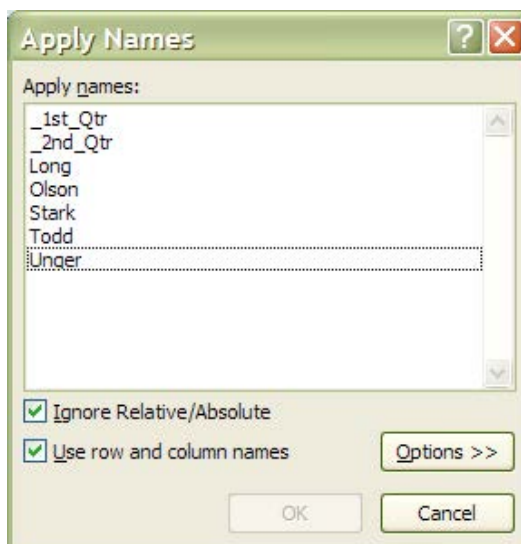 Apply Names
Apply names:
_1st_Qtr
_2nd_Qtr
Long
Olson
Stark
Todd
Unger
Ignore Relative/Absolute
Use row and column names
Options >>
OK
Cancel